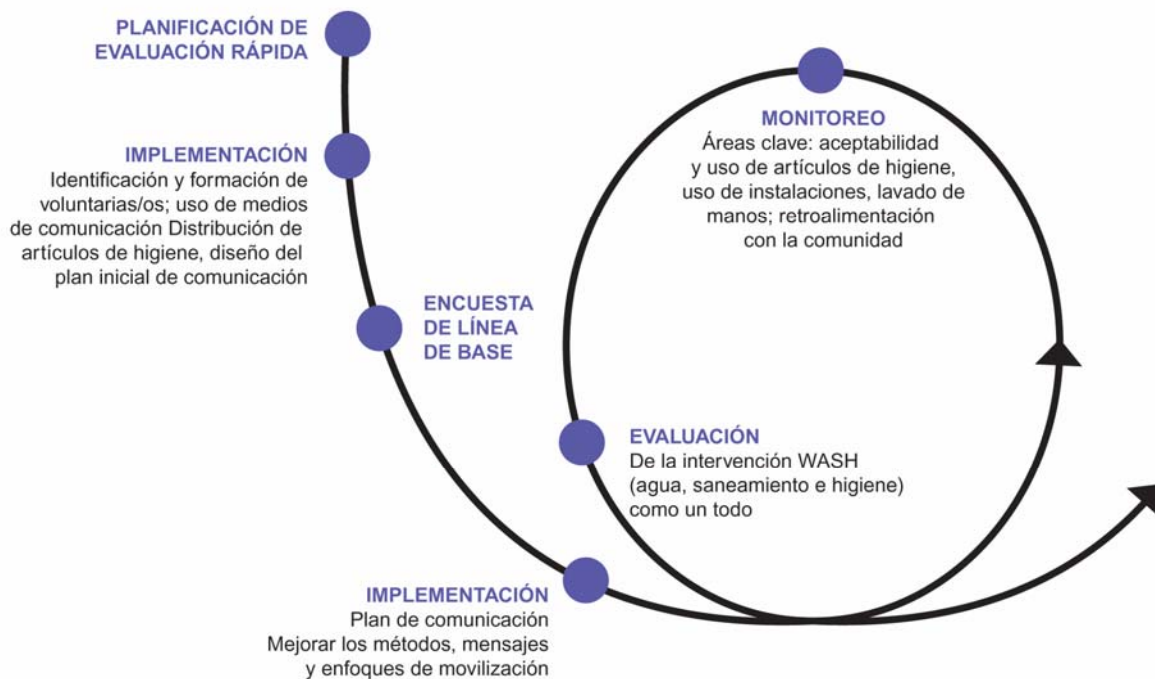 PLANIFICACIÓN DE
EVALUACIÓN RÁPIDA
IMPLEMENTACIÓN
Identificación y formación de
voluntarias/os; uso de medios
de comunicación Distribución de
artículos de higiene, diseño del
plan inicial de comunicación
ENCUESTA
DE LÍNEA
DE BASE
IMPLEMENTACIÓN
Plan de comunicación
Mejorar los métodos, mensajes
y enfoques de movilización
MONITOREO
Áreas clave: aceptabilidad
y uso de artículos de higiene,
uso de instalaciones, lavado de
manos; retroalimentación
con la comunidad
EVALUACIÓN
De la intervención WASH
(agua, saneamiento e higiene)
como un todo